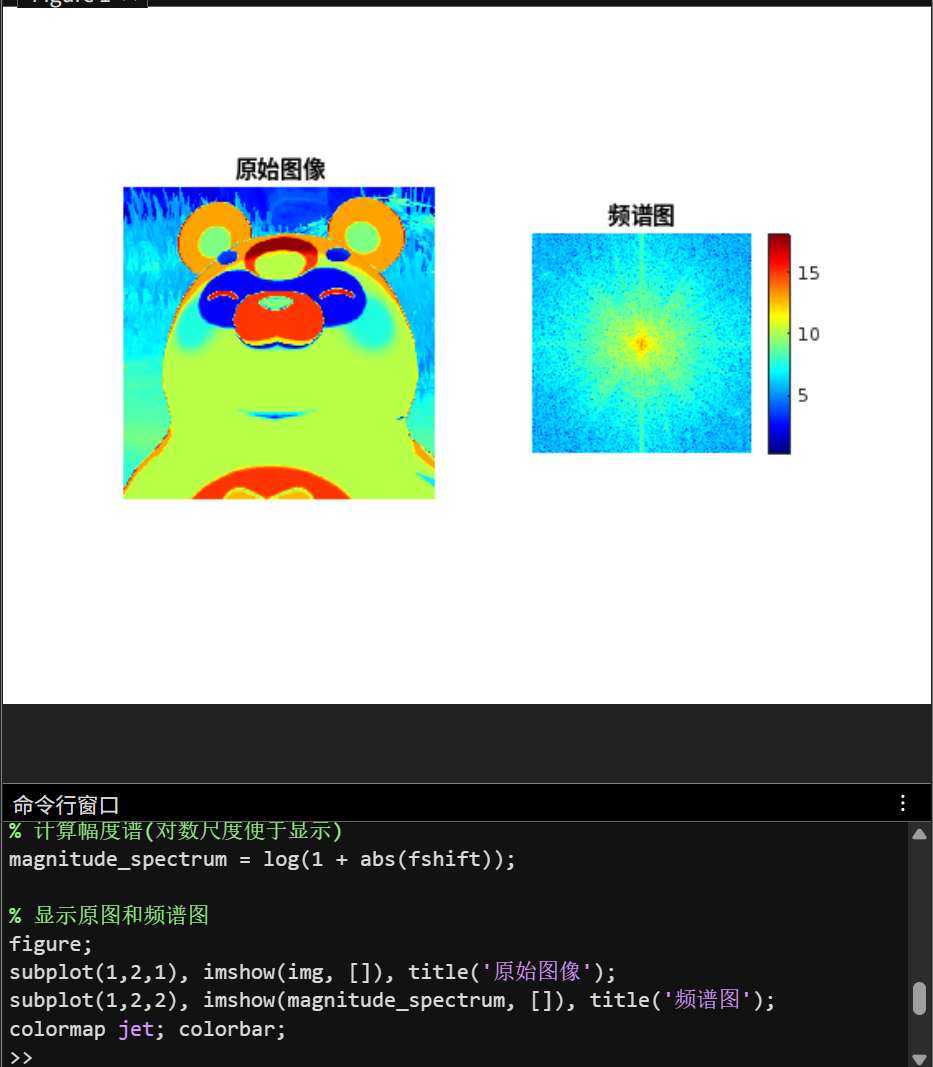 原始图像
频谱图
15
10
5
命令行窗口
% 计算幅度谱(对数尺度便于显示)
magnitude_spectrum = log(1 + abs(fshift));
% 显示原图和频谱图
figure;
subplot(1,2,1), imshow(img, []), title('原始图像');
subplot(1,2,2), imshow(magnitude_spectrum, []), title('频谱图');
colormap jet; colorbar;
>>